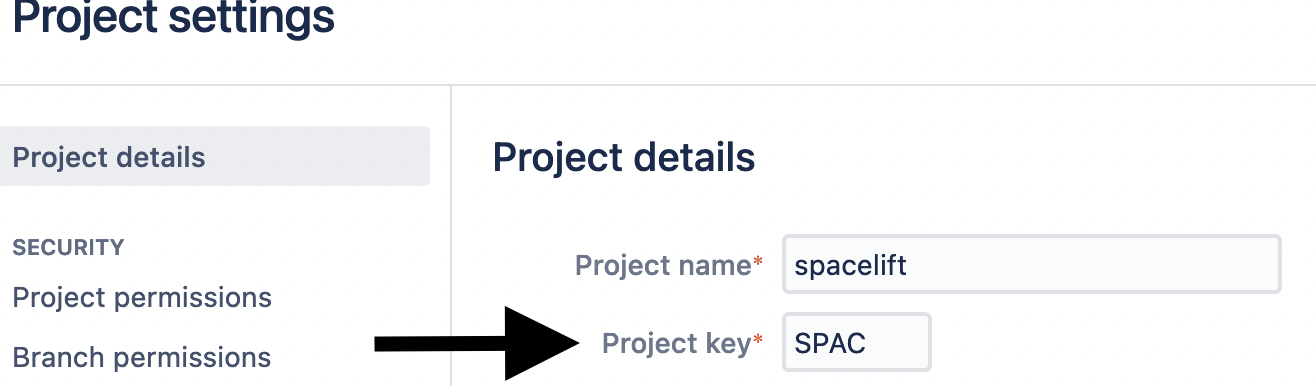 Project settings
Project details
SECURITY
Project permissions
Branch permissions
Project details
Project name* spacelift
Project key* SPAC